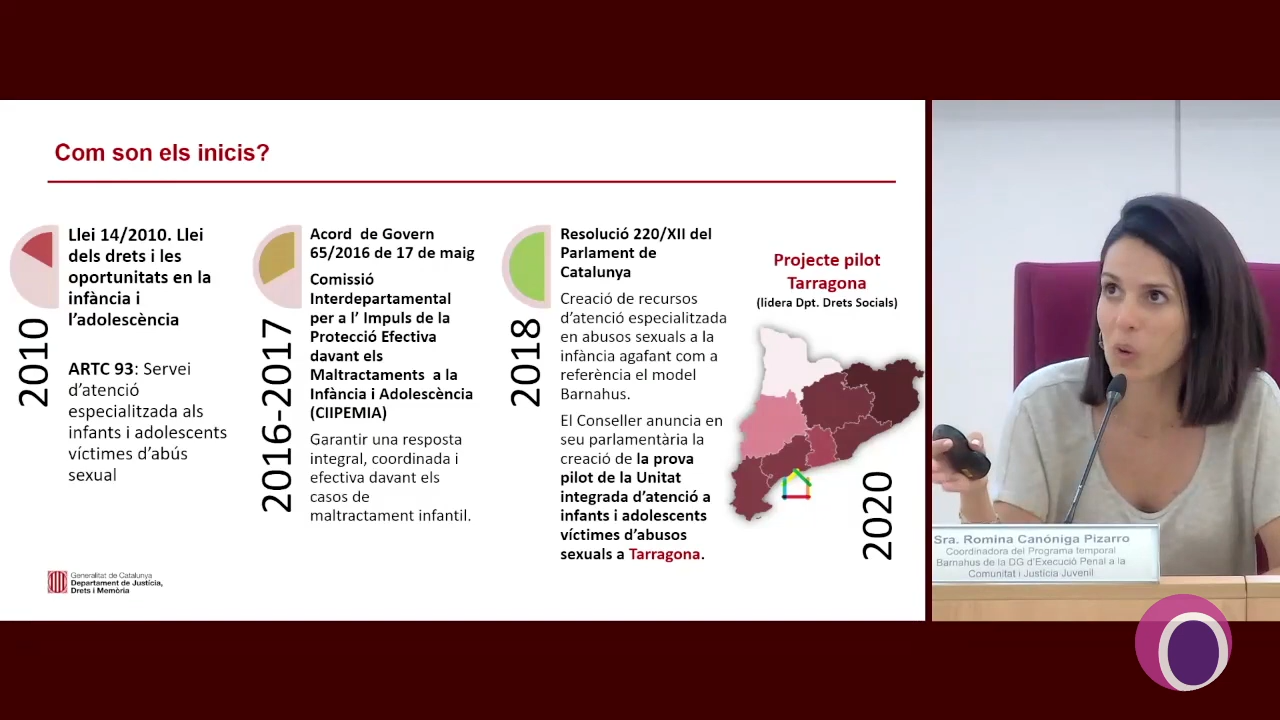 Com son els inicis?
2010
Llei 14/2010. Llei
dels drets i les
oportunitats en la
infància i
l'adolescència
ARTC 93: Servei
d'atenció
especialitzada als
infants i adolescents
víctimes d'abús
sexual
2016-2017
Acord de Govern
65/2016 de 17 de maig
Comissió
Interdepartamental
per a l' Impuls de la
Protecció Efectiva
davant els
Maltractaments a la
Infància i Adolescència
(CIIPEMIA)
Garantir una resposta
integral, coordinada i
efectiva davant els
casos de
maltractament infantil.
2018
Resolució 220/XII del
Parlament de
Catalunya
Creació de recursos
d'atenció especialitzada
en abusos sexuals a la
infància agafant com a
referència el model
Barnahus.
El Conseller anuncia en
seu parlamentària la
creació de la prova
pilot de la Unitat
integrada d'atenció a
infants i adolescents
víctimes d'abusos
sexuals a Tarragona.
Projecte pilot
Tarragona
(lidera Dpt. Drets Socials)
2020
Generalitat de Catalunya
Departament de Justícia,
Drets i Memòria
Sra. Romina Canóniga Pizarro
Coordinadora del Programa temporal
Barnahus de la DG d'Execució Penal a la
Comunitat i Justícia Juvenil